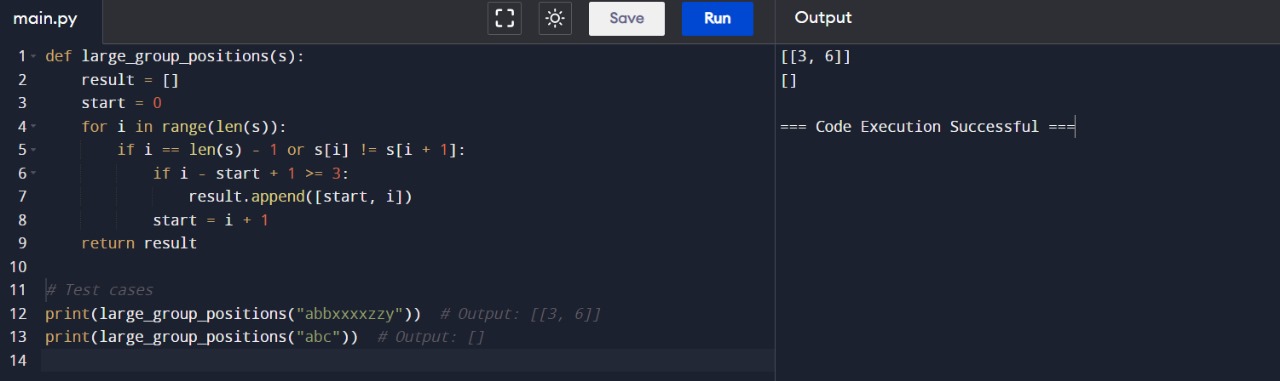 main.py Save Run Output
1 def large_group_positions(s):
2     result = []
3     start = 0
4     for i in range(len(s)):
5         if i == len(s) - 1 or s[i] != s[i + 1]:
6             if i - start + 1 >= 3:
7                 result.append([start, i])
8             start = i + 1
9     return result
10
11 # Test cases
12 print(large_group_positions("abbxxxxzzy"))  # Output: [[3, 6]]
13 print(large_group_positions("abc"))  # Output: []
14
[[3, 6]]
[]
=== Code Execution Successful ===